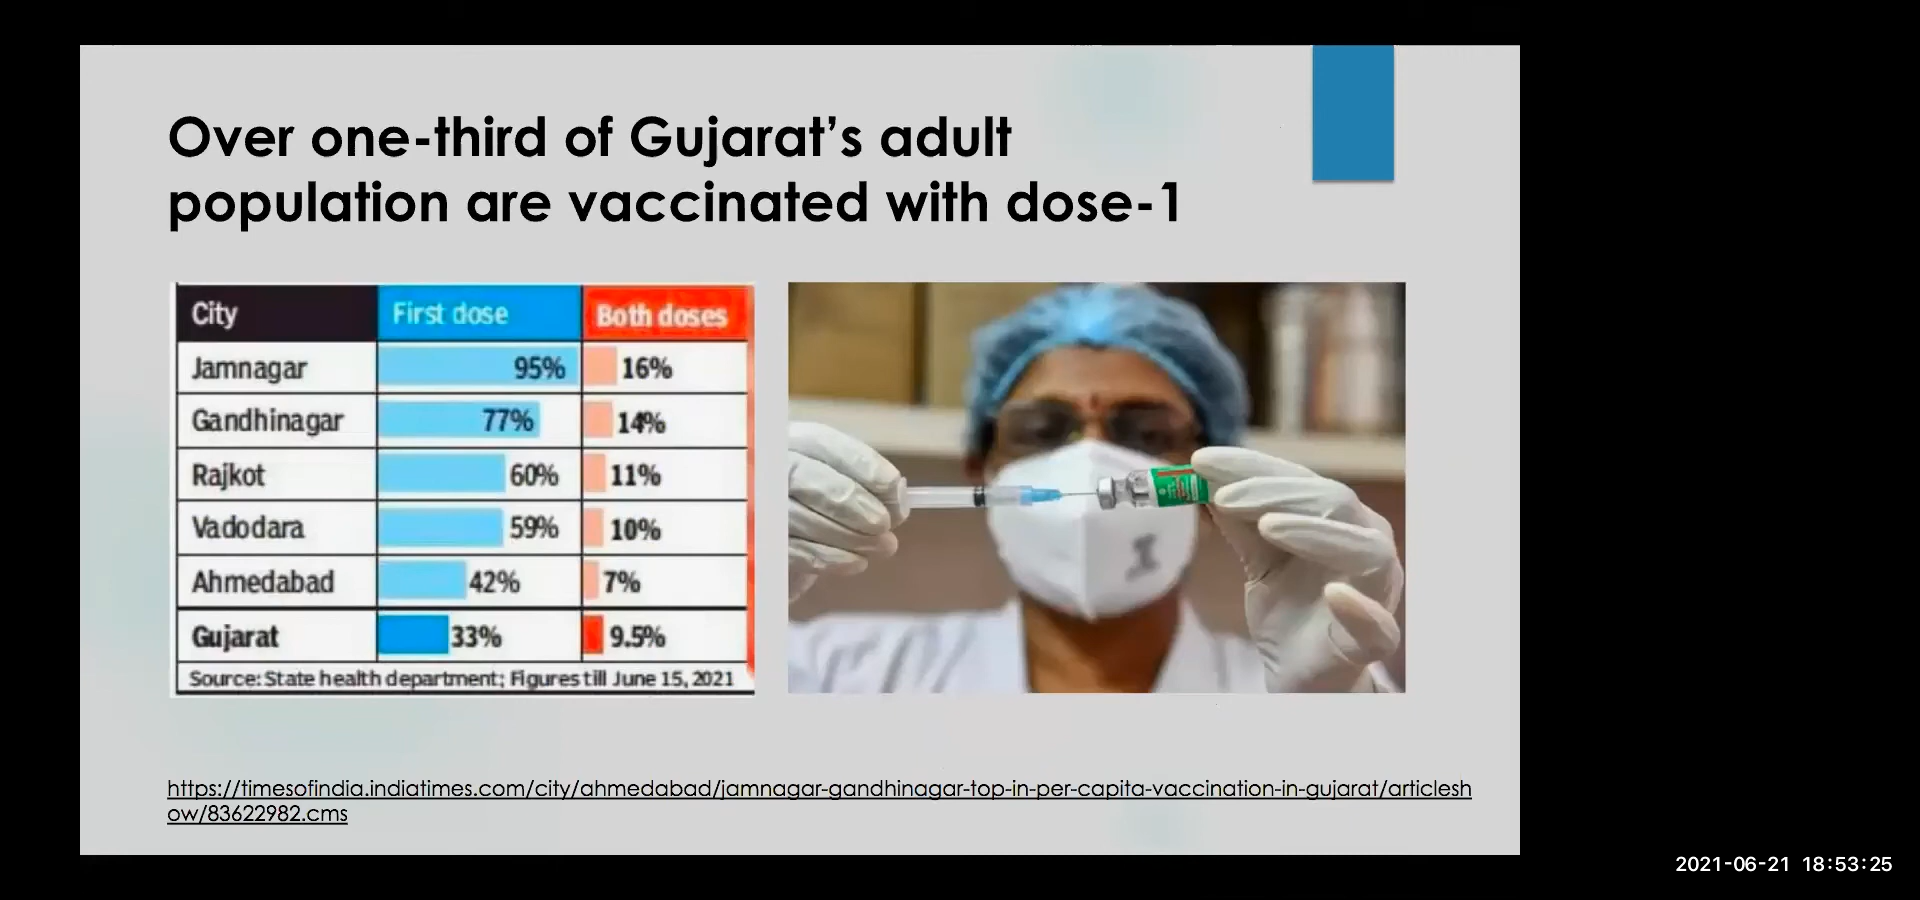 Over one-third of Gujarat's adult
population are vaccinated with dose-1
City First dose Both doses
Jamnagar 95% 16%
Gandhinagar 77% 14%
Rajkot 60% 11%
Vadodara 59% 10%
Ahmedabad 42% 7%
Gujarat 33% 9.5%
Source: State health department; Figures till June 15, 2021
https://timesofindia.indiatimes.com/city/ahmedabad/jamnagar-gandhinagar-top-in-per-capita-vaccination-in-gujarat/articlesh
ow/83622982.cms
2021-06-21 18:53:25